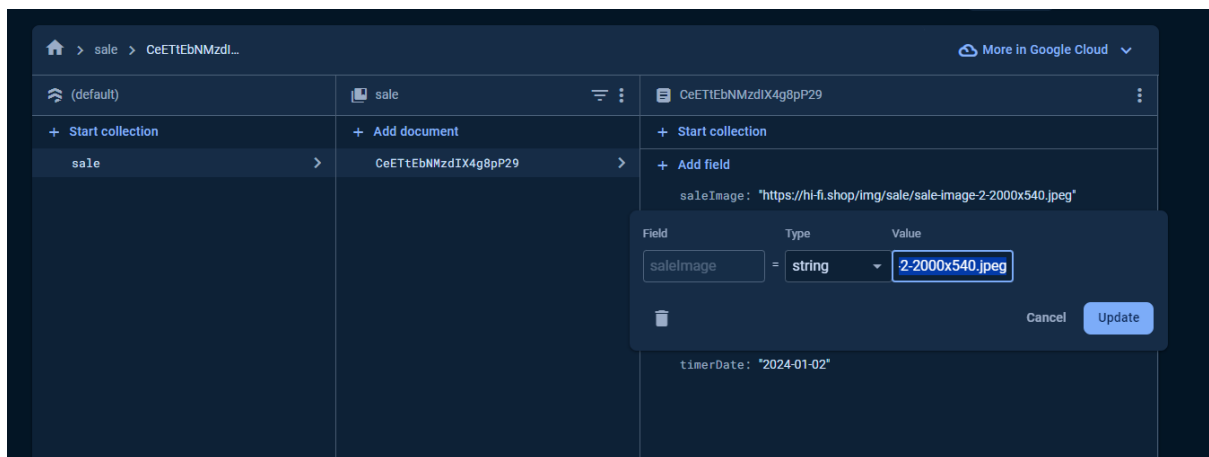 sale > CeETtEbNMzdI…
More in Google Cloud
(default)
sale
CeETtEbNMzdIX4g8pP29
+ Start collection
+ Add document
+ Start collection
sale
CeETtEbNMzdIX4g8pP29
+ Add field
saleImage: "https://hi-fi.shop/img/sale/sale-image-2-2000x540.jpeg"
Field Type Value
saleImage = string -2-2000x540.jpeg
Cancel Update
timerDate: "2024-01-02"